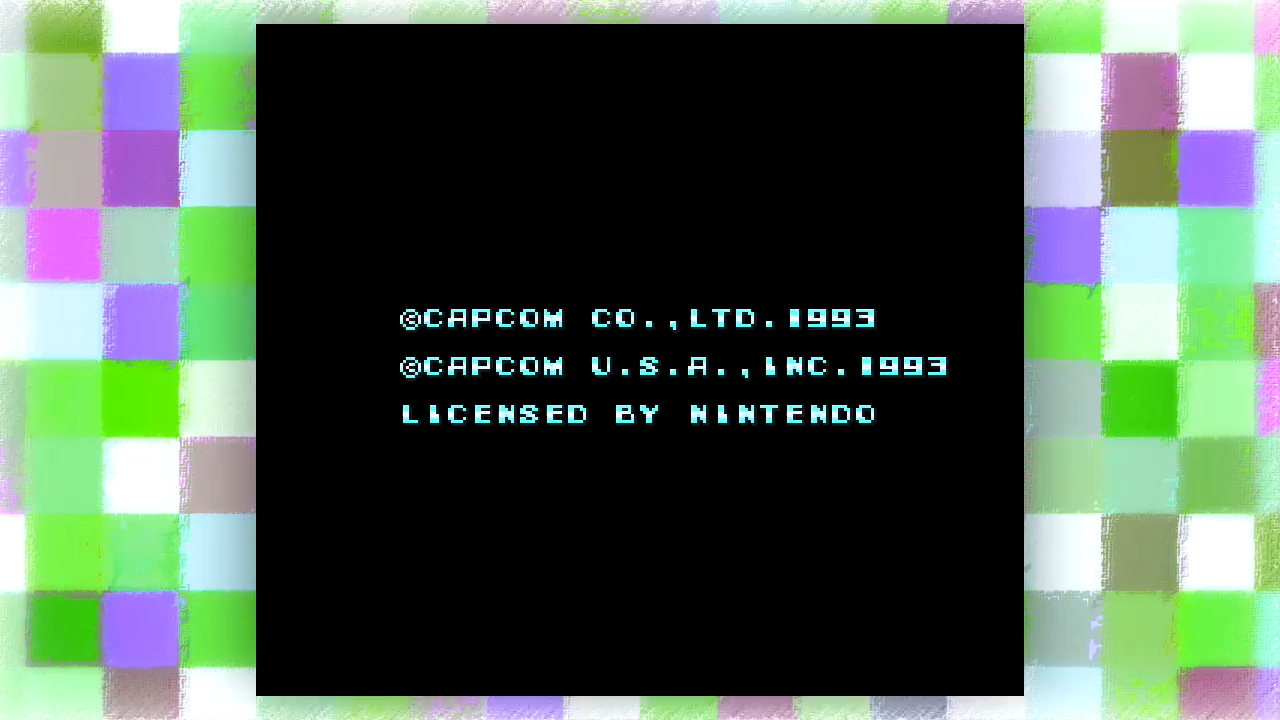 ©CAPCOM CO.,LTD.1993
©CAPCOM U.S.A.,INC.1993
LICENSED BY NINTENDO